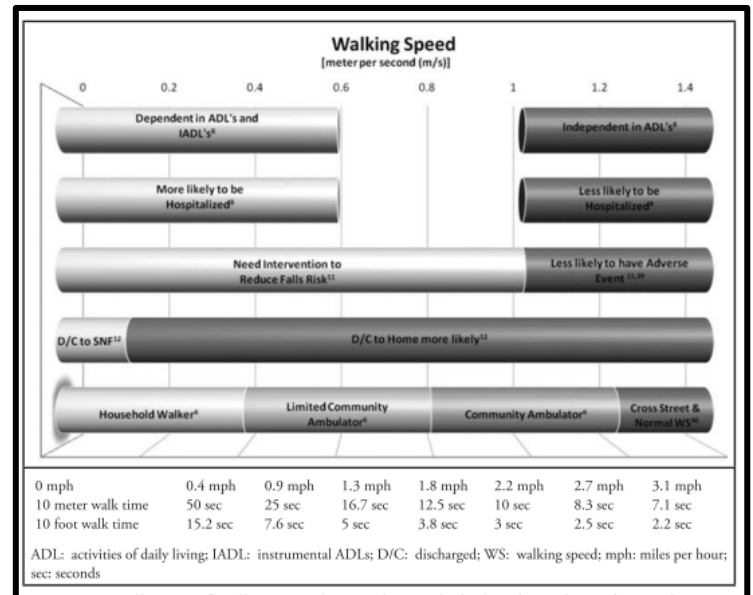 Walking Speed
[meter per second (m/s)]
0 0.2 0.4 0.6 0.8 1 1.2 1.4
Dependent in ADL's and
IADL's⁸
Independent in ADL's⁸
More likely to be
Hospitalized⁸
Less likely to be
Hospitalized⁸
Need Intervention to
Reduce Falls Risk¹¹
Less likely to have Adverse
Event
D/C to SNF¹²
D/C to Home more likely¹²
Household Walker⁶
Limited Community
Ambulator⁶
Community Ambulator⁶
Cross Street &
Normal WS
0 mph 0.4 mph 0.9 mph 1.3 mph 1.8 mph 2.2 mph 2.7 mph 3.1 mph
10 meter walk time 50 sec 25 sec 16.7 sec 12.5 sec 10 sec 8.3 sec 7.1 sec
10 foot walk time 15.2 sec 7.6 sec 5 sec 3.8 sec 3 sec 2.5 sec 2.2 sec
ADL: activities of daily living; IADL: instrumental ADLs; D/C: discharged; WS: walking speed; mph: miles per hour;
sec: seconds